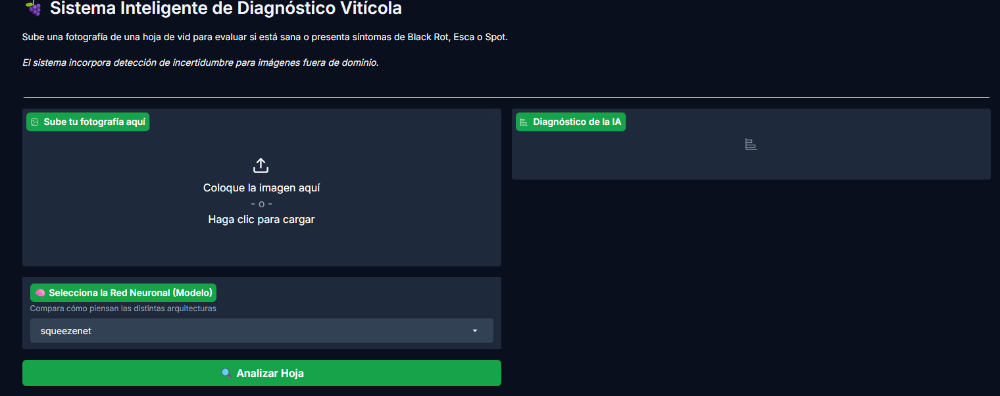 Sistema Inteligente de Diagnóstico Vitícola
Sube una fotografía de una hoja de vid para evaluar si está sana o presenta síntomas de Black Rot, Esca o Spot.
El sistema incorpora detección de incertidumbre para imágenes fuera de dominio.
Sube tu fotografía aquí
Coloque la imagen aquí
- o -
Haga clic para cargar
Selecciona la Red Neuronal (Modelo)
Compara cómo piensan las distintas arquitecturas
squeezenet
Analizar Hoja
Diagnóstico de la IA